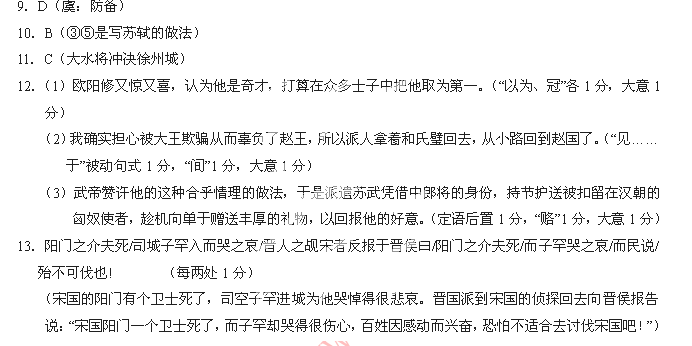 9．D（虞：防备）
10．B（③⑤是写苏轼的做法）
11．C（大水将冲决徐州城）
12．（1）欧阳修又惊又喜，认为他是奇才，打算在众多士子中把他取为第一。（“以为、冠”各 1 分，大意 1
分）
（2）我确实担心被大王欺骗从而辜负了赵王，所以派人拿着和氏璧回去，从小路回到赵国了。（“见……
于”被动句式 1 分，“间”1 分，大意 1 分）
（3）武帝赞许他的这种合乎情理的做法，于是派遣苏武凭借中郎将的身份，持节护送被扣留在汉朝的
匈奴使者，趁机向单于赠送丰厚的礼物，以回报他的好意。（定语后置 1 分，“赂”1 分，大意 1 分）
13．阳门之介夫死/司城子罕入而哭之哀/晋人之觇宋者反报于晋侯曰/阳门之介夫死/而子罕哭之哀/而民说/
殆不可伐也！　　（每两处 1 分）
（宋国的阳门有个卫士死了，司空子罕进城为他哭悼得很悲哀。晋国派到宋国的侦探回去向晋侯报告
说：“宋国阳门一个卫士死了，而子罕却哭得很伤心，百姓因感动而兴奋，恐怕不适合去讨伐宋国吧！”）